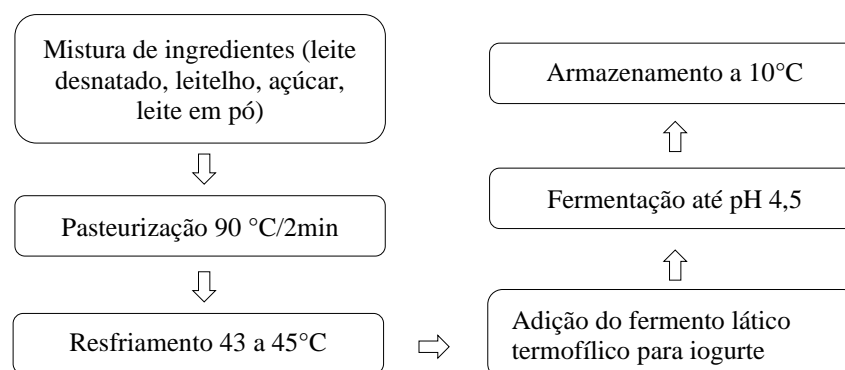 Mistura de ingredientes (leite
desnatado, leitelho, açúcar,
leite em pó)
Pasteurização 90 °C/2min
Resfriamento 43 a 45°C
Adição do fermento lático
termofílico para iogurte
Fermentação até pH 4,5
Armazenamento a 10°C